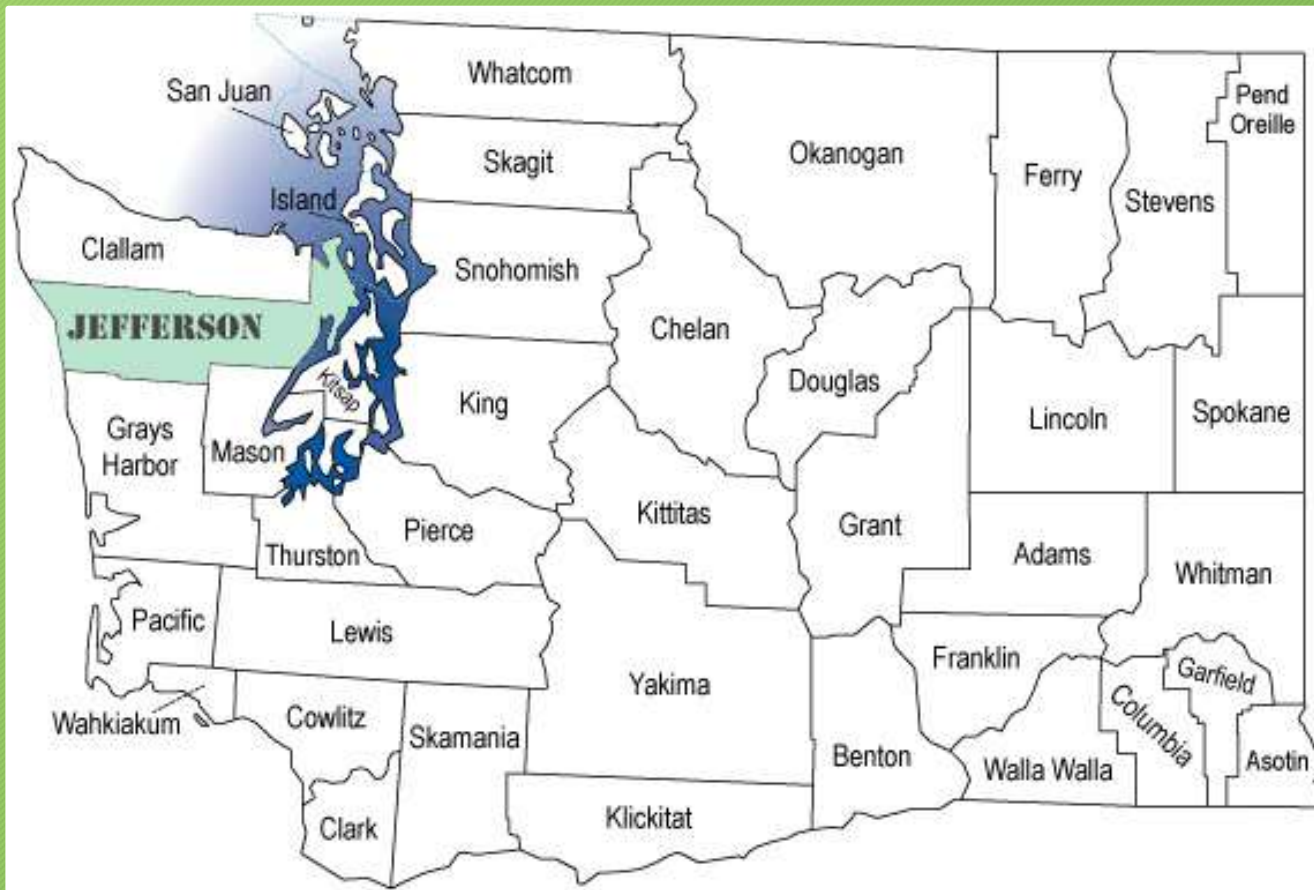 Whatcom
San Juan
Pend
Oreille
Okanogan
Skagit
Ferry
Stevens
Island
Clallam
Snohomish
JEFFERSON
Chelan
Douglas
Kitsap
King
Lincoln
Spokane
Grays
Harbor
Mason
Kittitas
Grant
Pierce
Thurston
Adams
Whitman
Pacific
Lewis
Franklin
Garfield
Yakima
Wahkiakum
Cowlitz
Skamania
Columbia
Benton
Walla Walla
Asotin
Clark
Klickitat